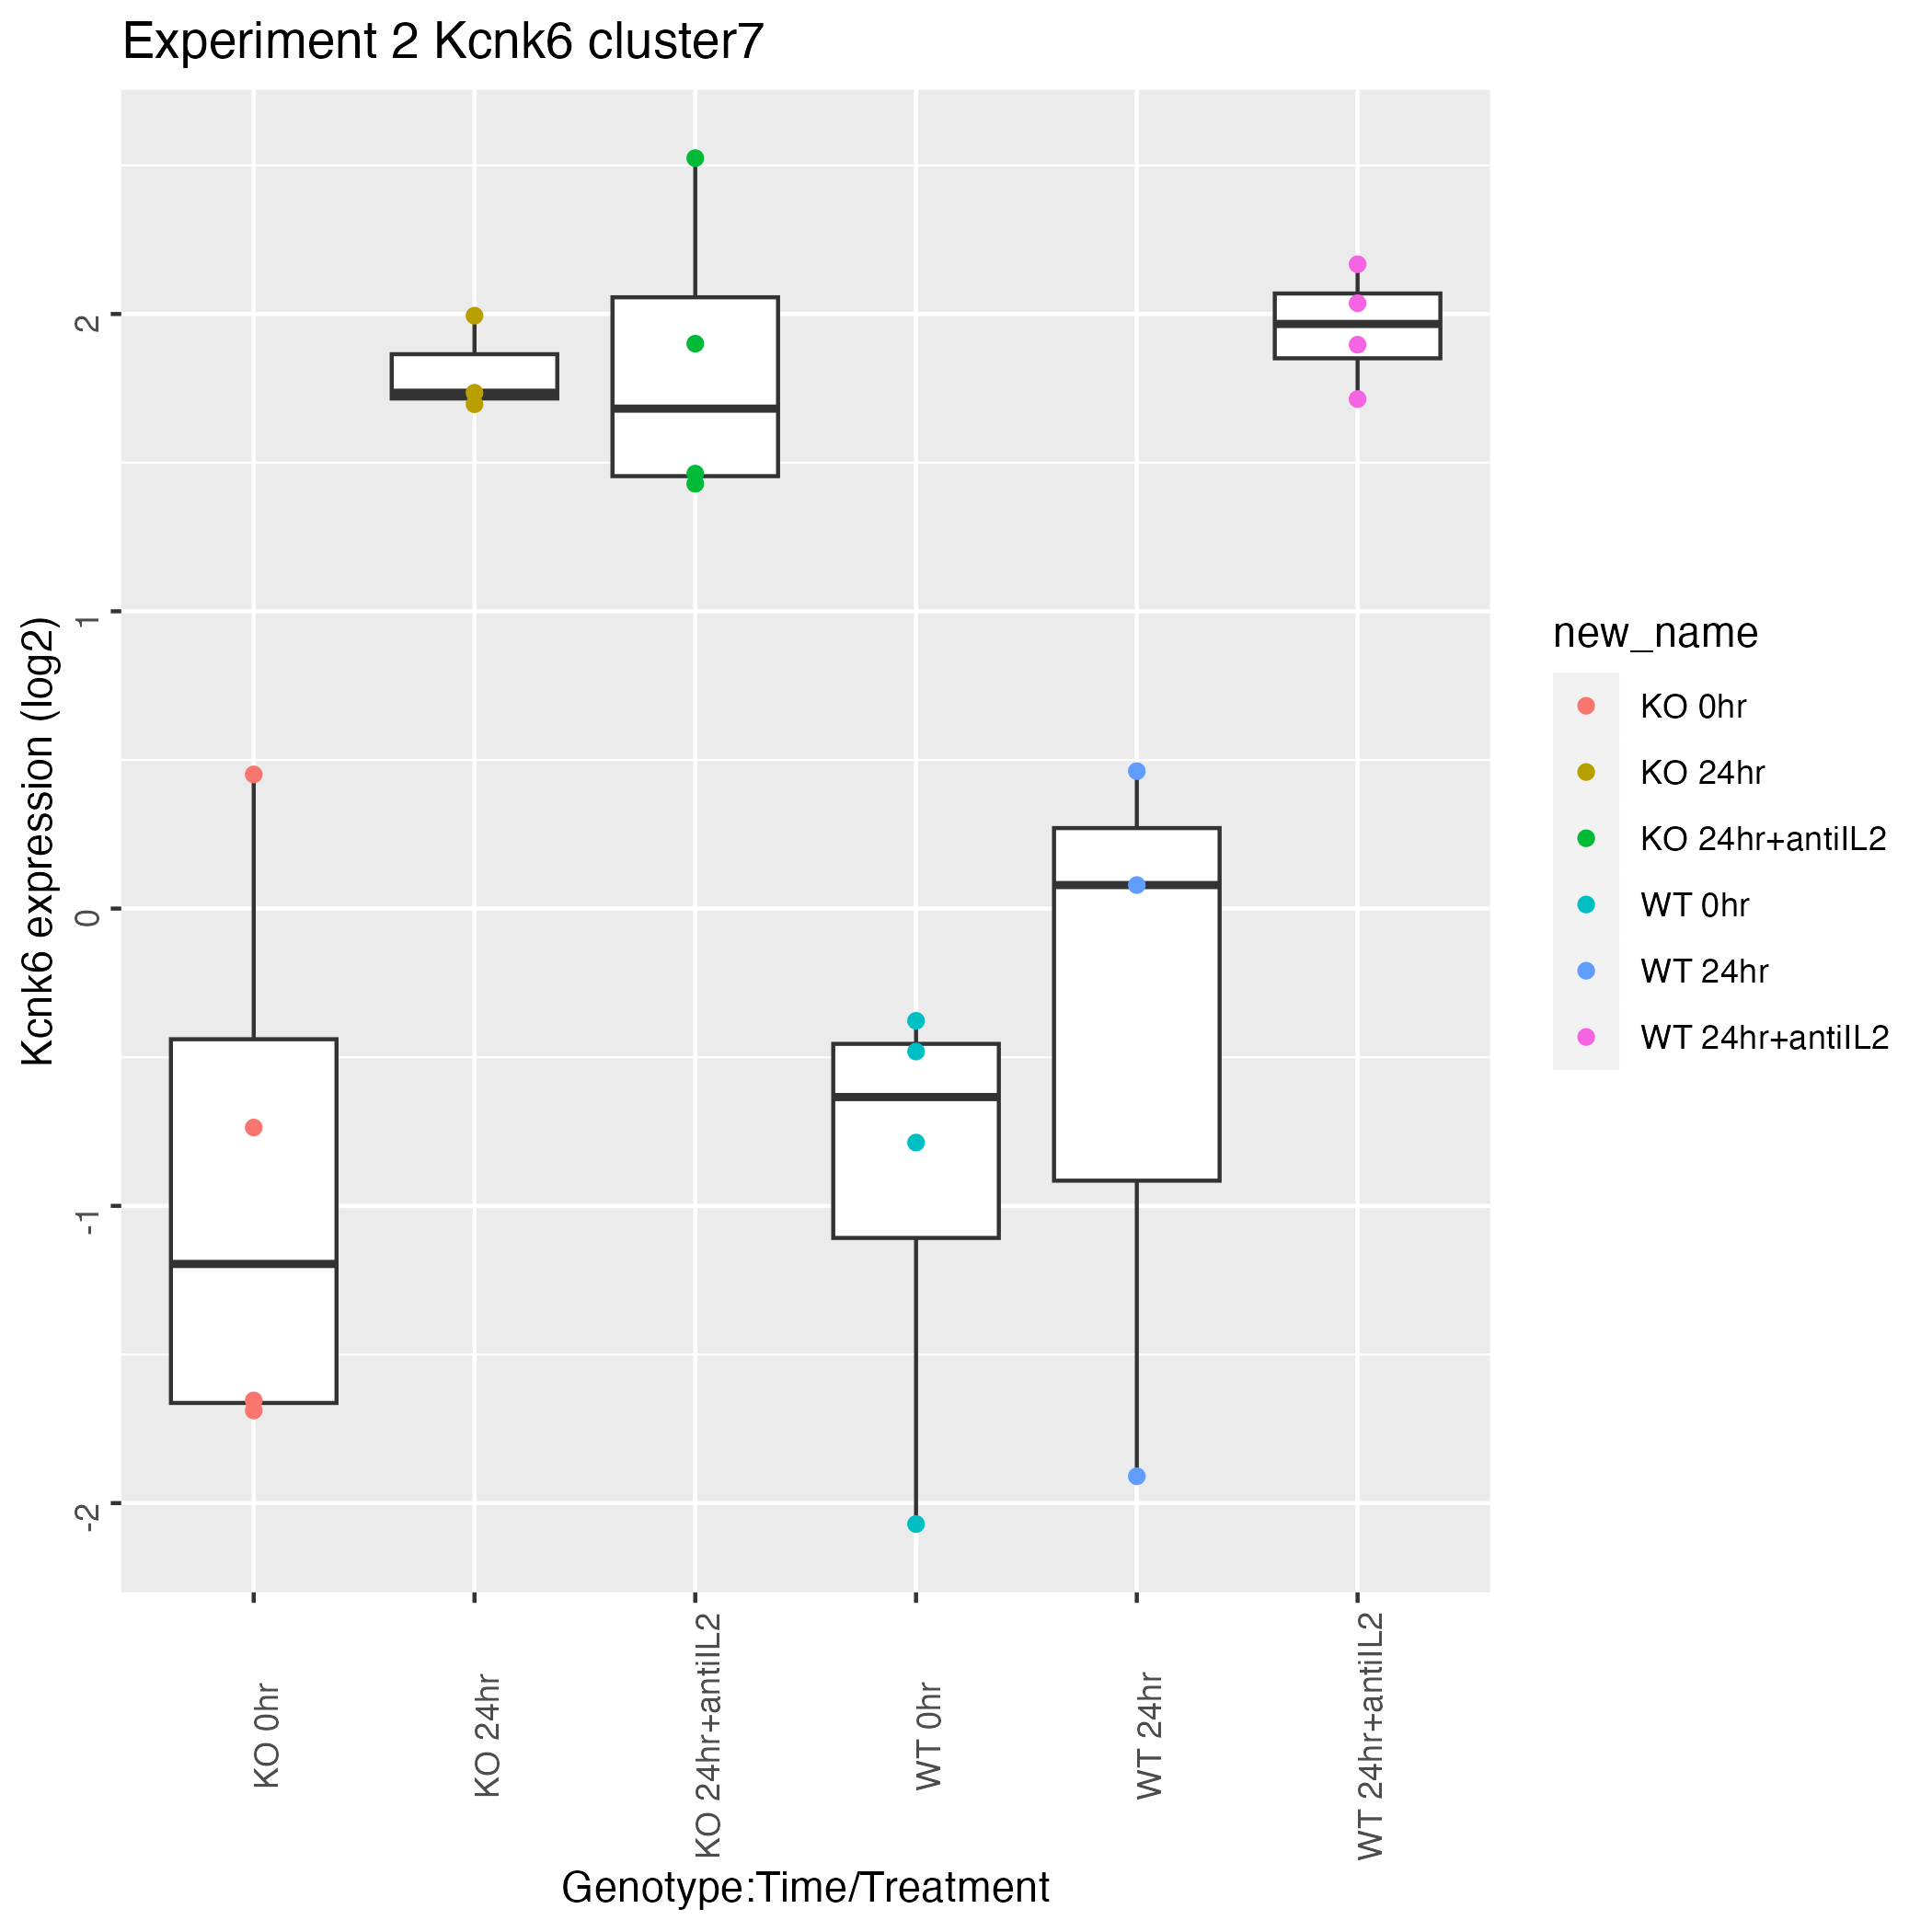 Experiment 2 Kcnk6 cluster7
Kcnk6 expression (log2)
2
1
0
-1
-2
KO 0hr
KO 24hr
KO 24hr+antiIL2
WT 0hr
WT 24hr
WT 24hr+antiIL2
Genotype:Time/Treatment
new_name
KO 0hr
KO 24hr
KO 24hr+antiIL2
WT 0hr
WT 24hr
WT 24hr+antiIL2